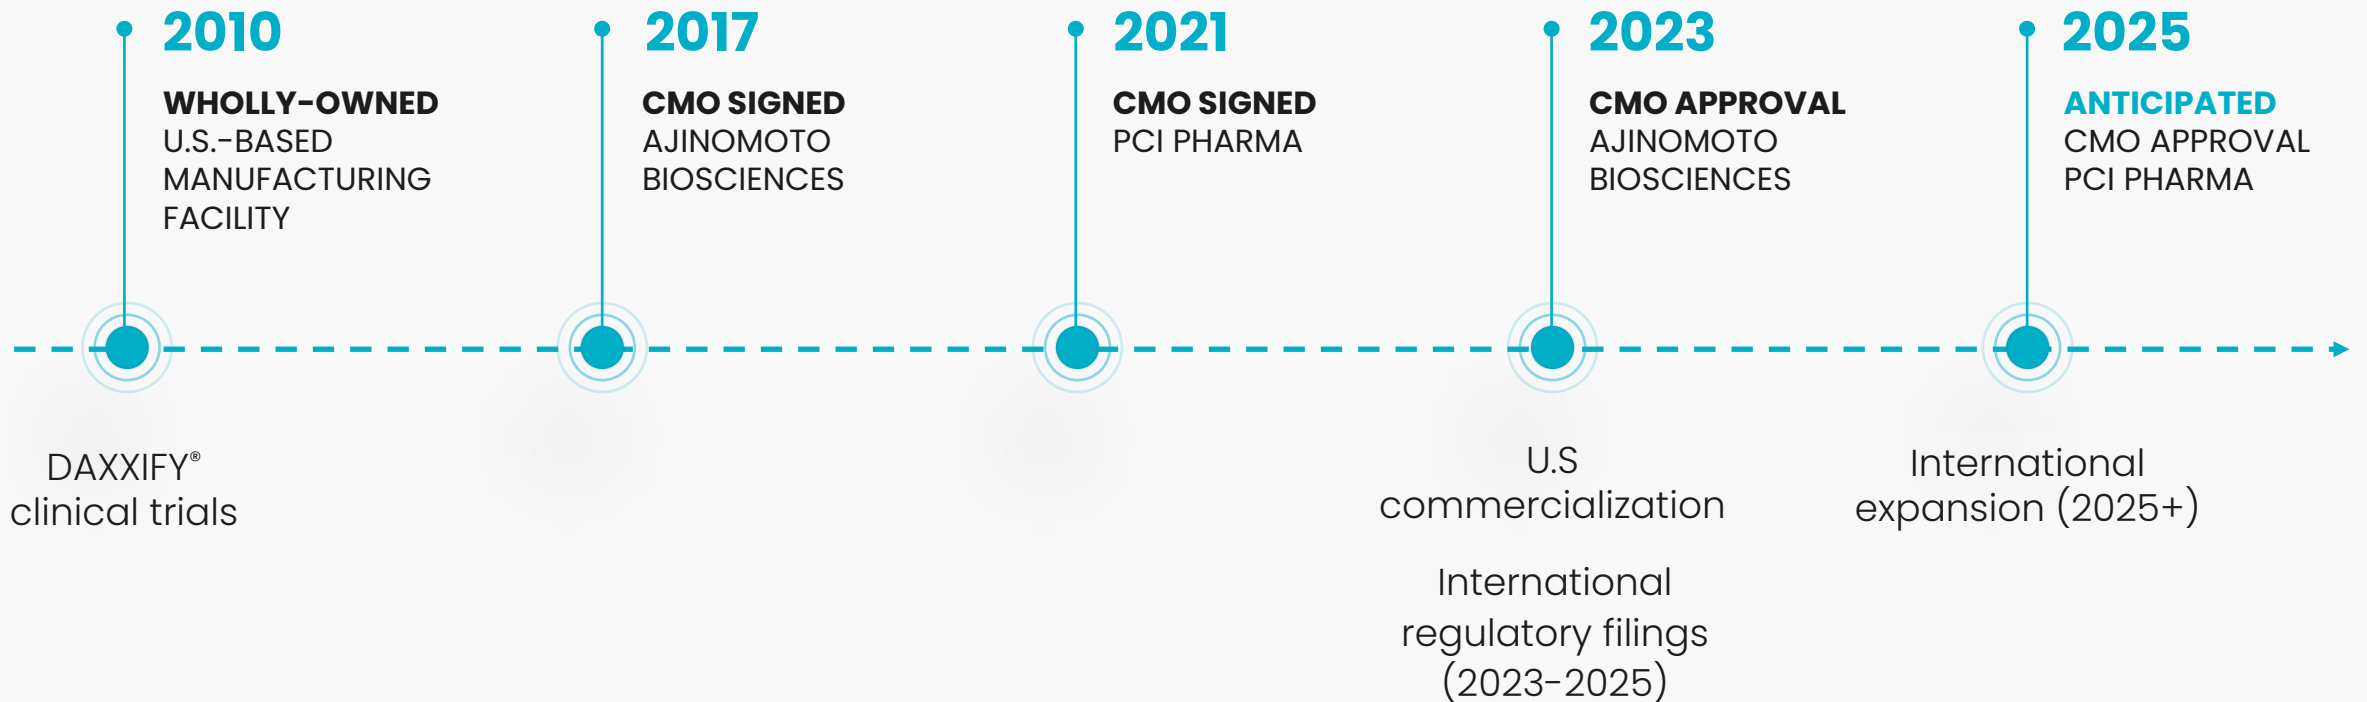 2010
WHOLLY-OWNED
U.S.-BASED
MANUFACTURING
FACILITY
2017
CMO SIGNED
AJINOMOTO
BIOSCIENCES
2021
CMO SIGNED
PCI PHARMA
2023
CMO APPROVAL
AJINOMOTO
BIOSCIENCES
2025
ANTICIPATED
CMO APPROVAL
PCI PHARMA
DAXXIFY®
clinical trials
U.S
commercialization
International
regulatory filings
(2023-2025)
International
expansion (2025+)